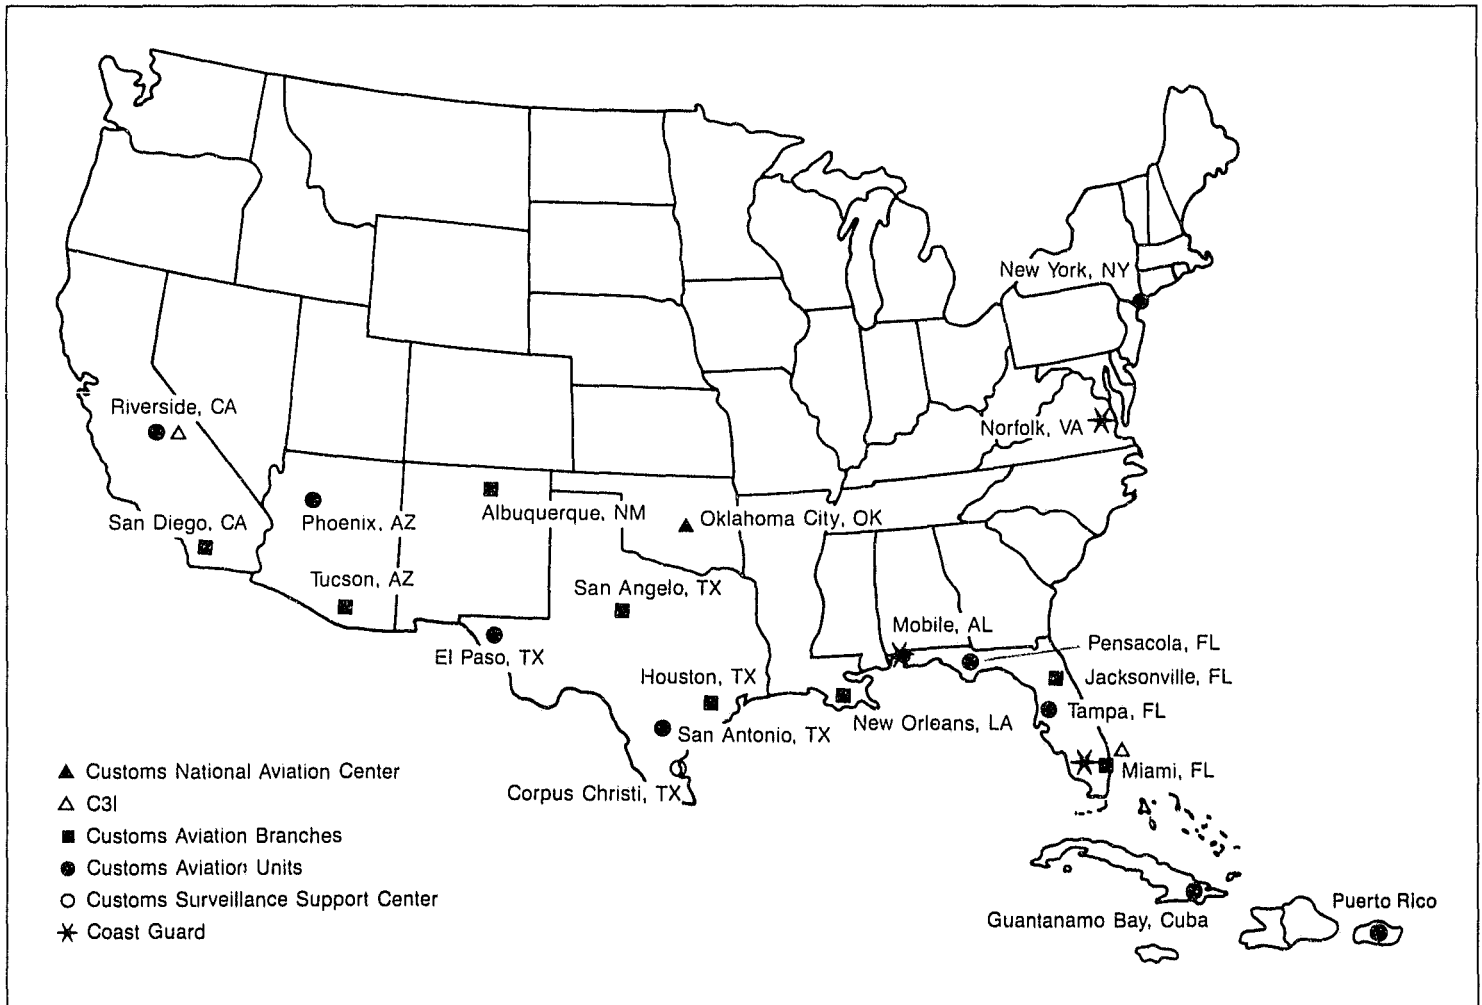 New York, NY
Riverside, CA
Norfolk, VA
San Diego, CA
Phoenix, AZ
Albuquerque, NM
Oklahoma City, OK
Tucson, AZ
San Angelo, TX
Mobile, AL
Pensacola, FL
El Paso, TX
Houston, TX
Jacksonville, FL
Tampa, FL
New Orleans, LA
San Antonio, TX
Miami, FL
Corpus Christi, TX
Customs National Aviation Center
C3I
Customs Aviation Branches
Customs Aviation Units
Customs Surveillance Support Center
Coast Guard
Guantanamo Bay, Cuba
Puerto Rico